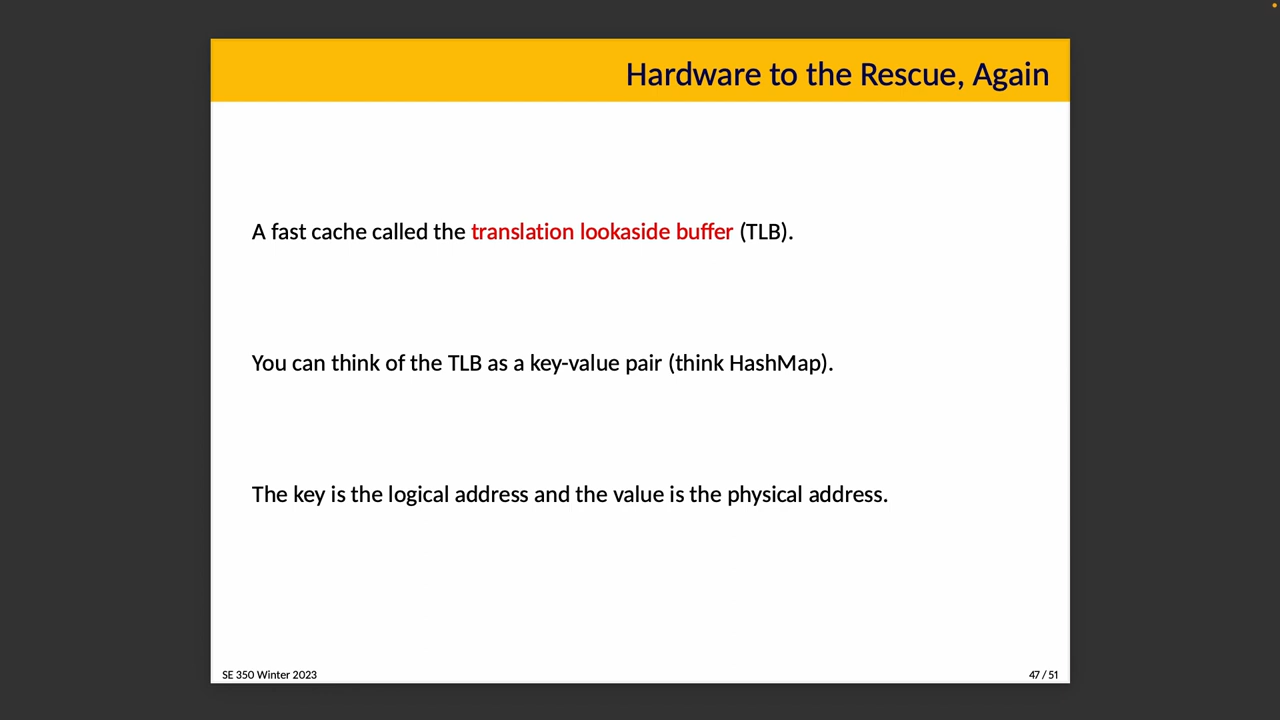 Hardware to the Rescue, Again
A fast cache called the translation lookaside buffer (TLB).
You can think of the TLB as a key-value pair (think HashMap).
The key is the logical address and the value is the physical address.
SE 350 Winter 2023
47 / 51